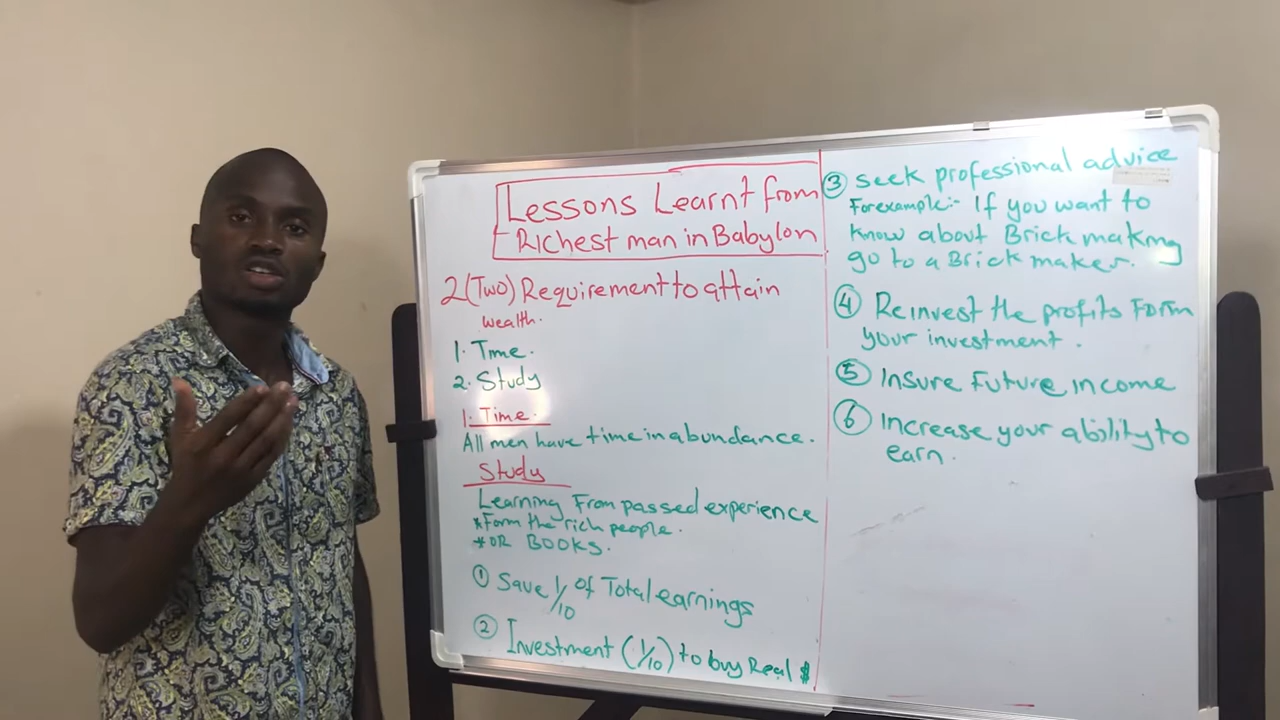 Lessons Learnt from
Richest man in Babylon
2 (Two) Requirement to attain
wealth.
1. Time.
2. Study
1. Time.
All men have time in abundance.
Study
Learning From passed experience
*Form the rich people.
*OR BOOKS.
① Save 1/10 of Total earnings
② Investment (1/10) to buy Real $
③ Seek professional advice
For example:- If you want to
Know about Brick making
go to a Brick maker.
④ Reinvest the profits Form
your investment.
⑤ Insure Future income
⑥ Increase your ability to
earn.